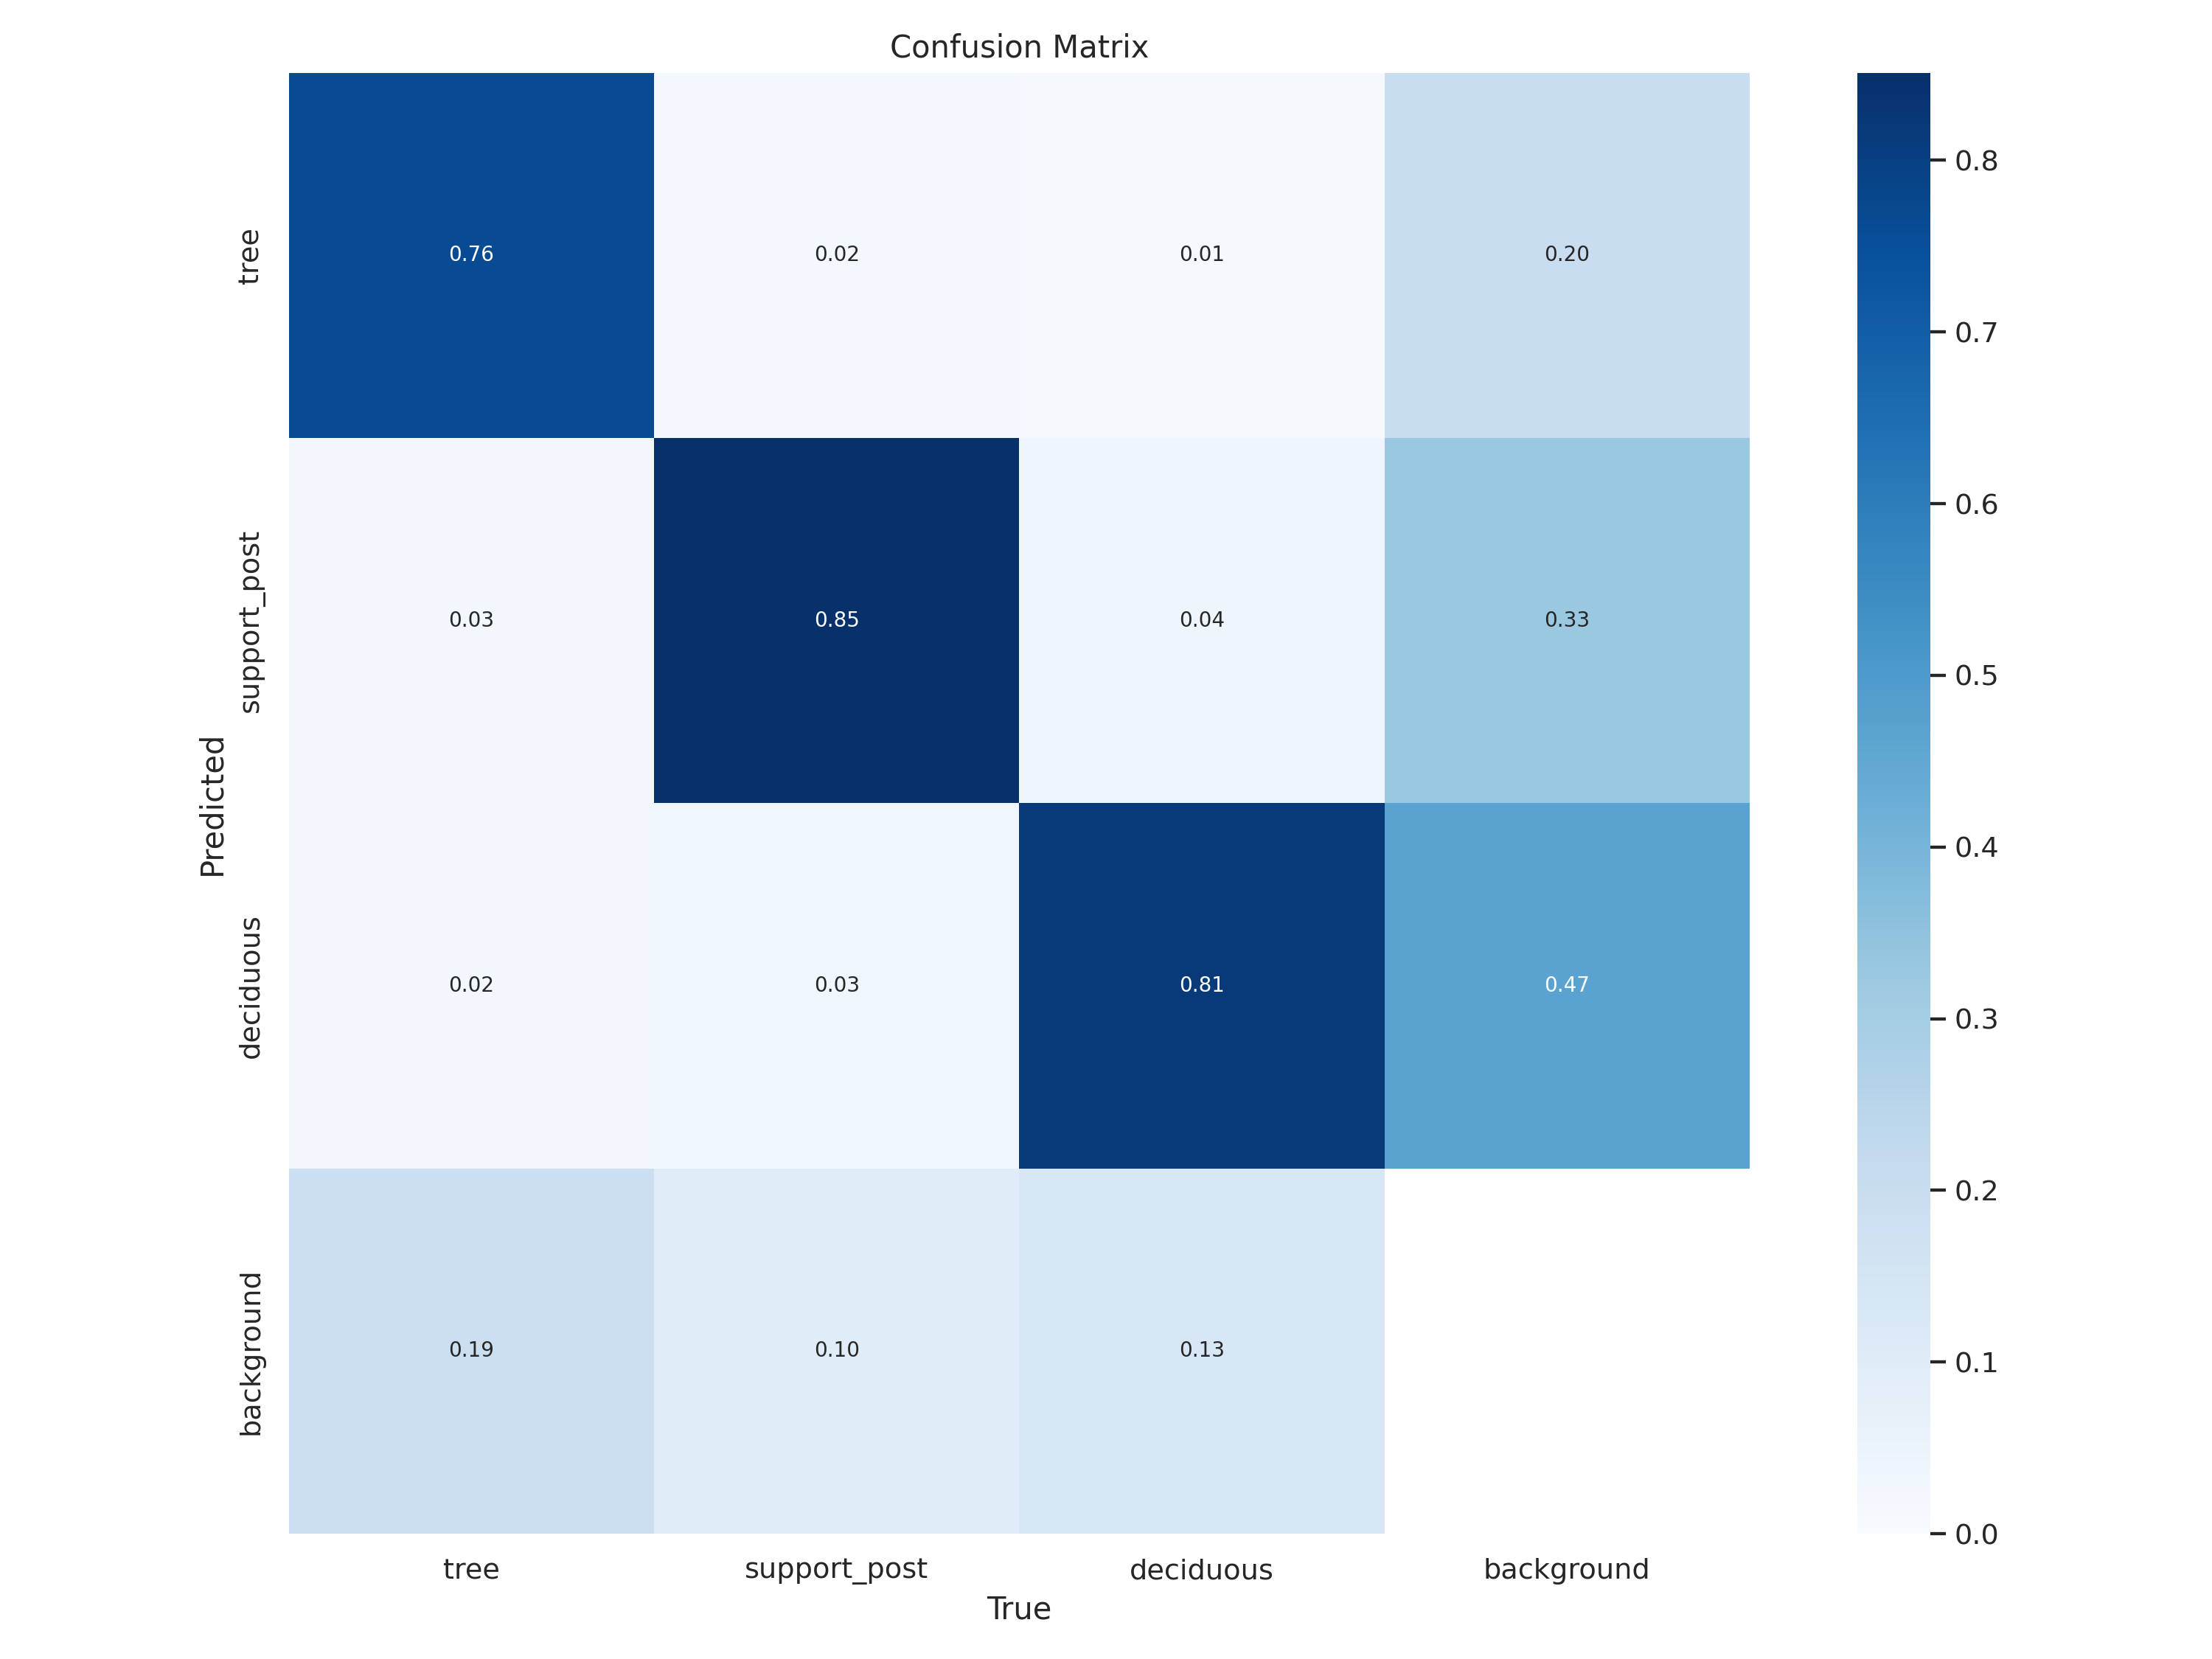 Confusion Matrix
tree
0.76 0.02 0.01 0.20
support_post
0.03 0.85 0.04 0.33
deciduous
0.02 0.03 0.81 0.47
background
0.19 0.10 0.13
Predicted
tree support_post deciduous background
True
0.8
0.7
0.6
0.5
0.4
0.3
0.2
0.1
0.0